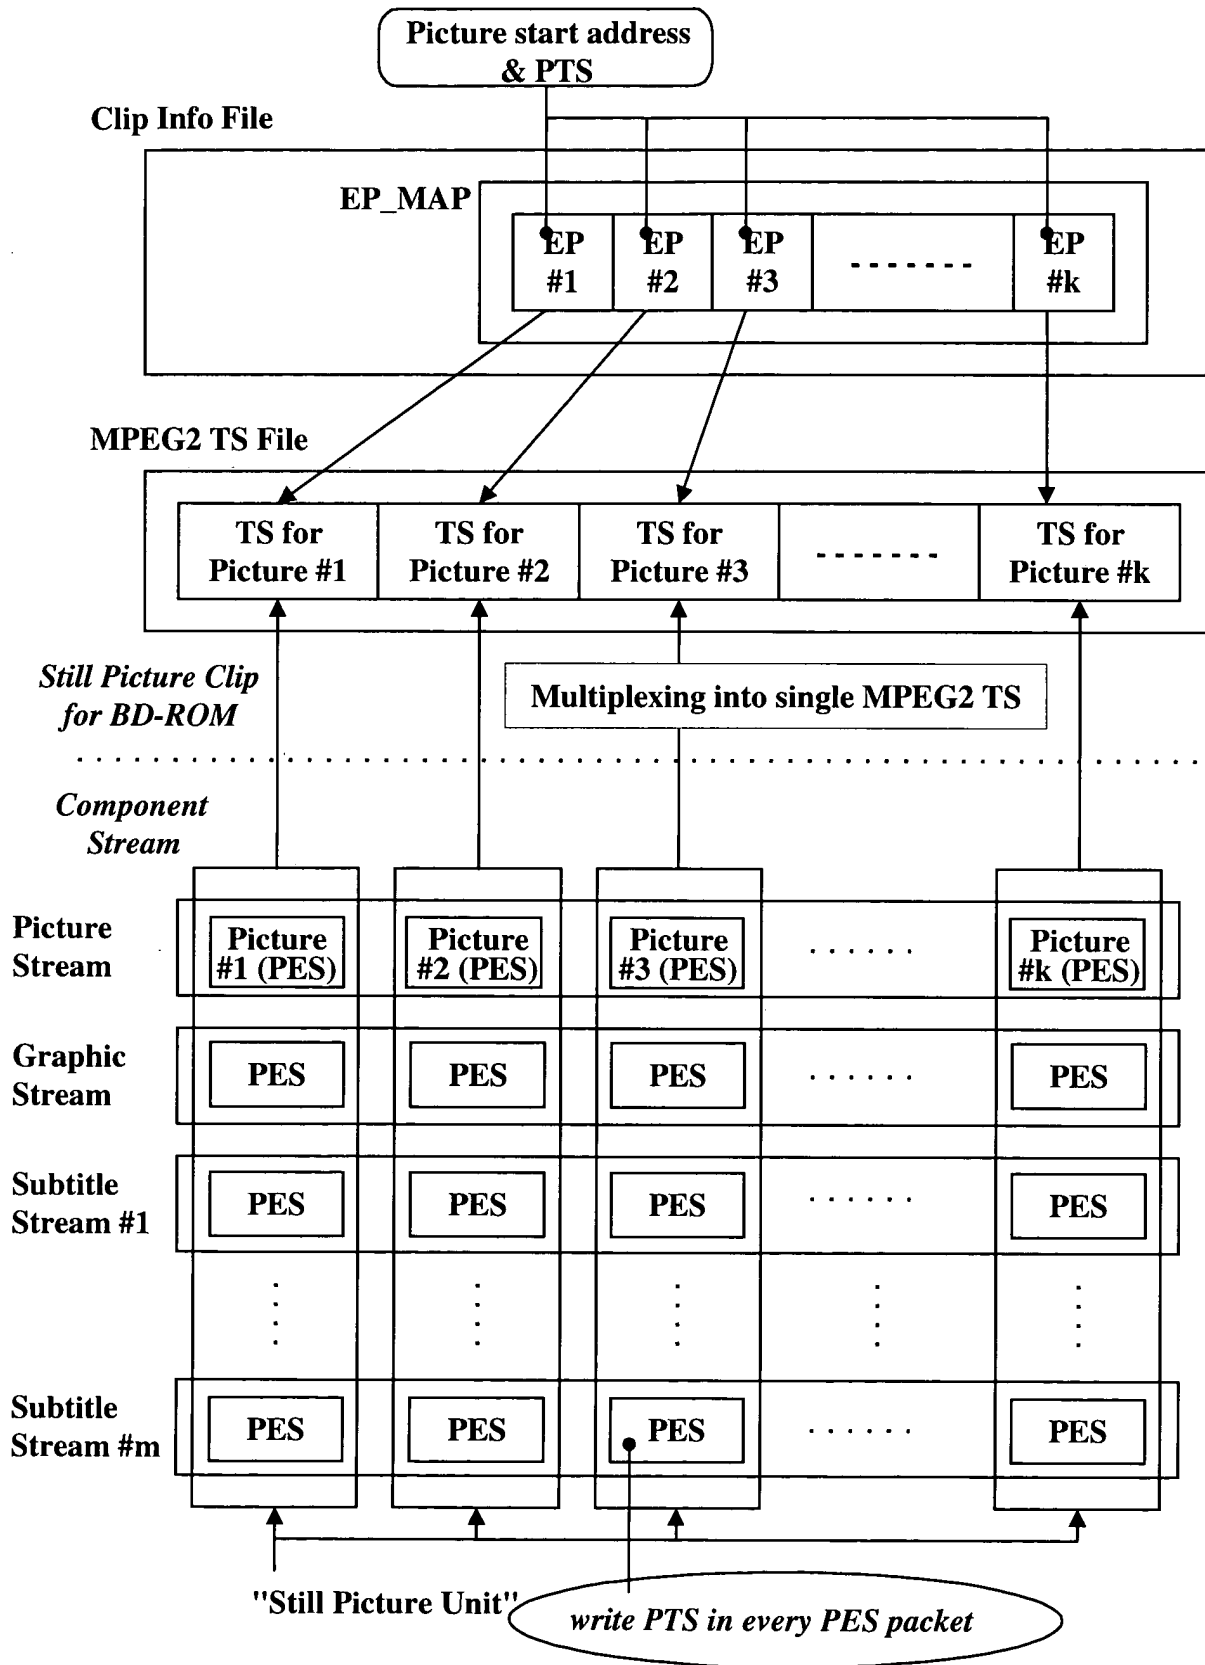 Picture start address
& PTS
Clip Info File
EP_MAP
EP
#1
EP
#2
EP
#3
- - - - - - -
EP
#k
MPEG2 TS File
TS for
Picture #1
TS for
Picture #2
TS for
Picture #3
- - - - - - -
TS for
Picture #k
Still Picture Clip
for BD-ROM
Multiplexing into single MPEG2 TS
Component
Stream
Picture
Stream
Picture
#1 (PES)
Picture
#2 (PES)
Picture
#3 (PES)
. . . . . .
Picture
#k (PES)
Graphic
Stream
PES
PES
PES
. . . . . .
PES
Subtitle
Stream #1
PES
PES
PES
. . . . . .
PES
Subtitle
Stream #m
PES
PES
PES
. . . . . .
PES
"Still Picture Unit"
write PTS in every PES packet